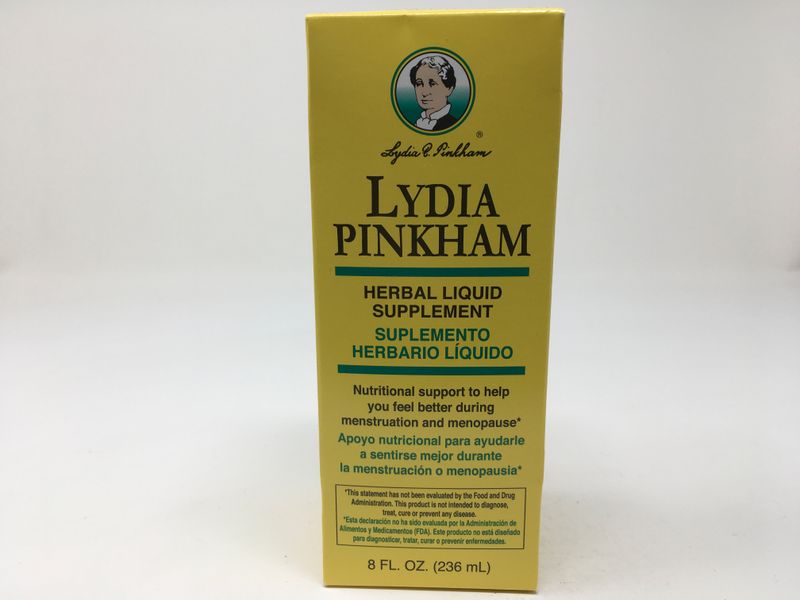 ®
Lydia E. Pinkham
LYDIA
PINKHAM
HERBAL LIQUID
SUPPLEMENT
SUPLEMENTO
HERBARIO LÍQUIDO
Nutritional support to help
you feel better during
menstruation and menopause*
Apoyo nutricional para ayudarle
a sentirse mejor durante
la menstruación o menopausia*
*This statement has not been evaluated by the Food and Drug
Administration. This product is not intended to diagnose,
treat, cure or prevent any disease.
*Esta declaración no ha sido evaluada por la Administración de
Alimentos y Medicamentos (FDA). Este producto no está diseñado
para diagnosticar, tratar, curar o prevenir enfermedades.
8 FL. OZ. (236 mL)